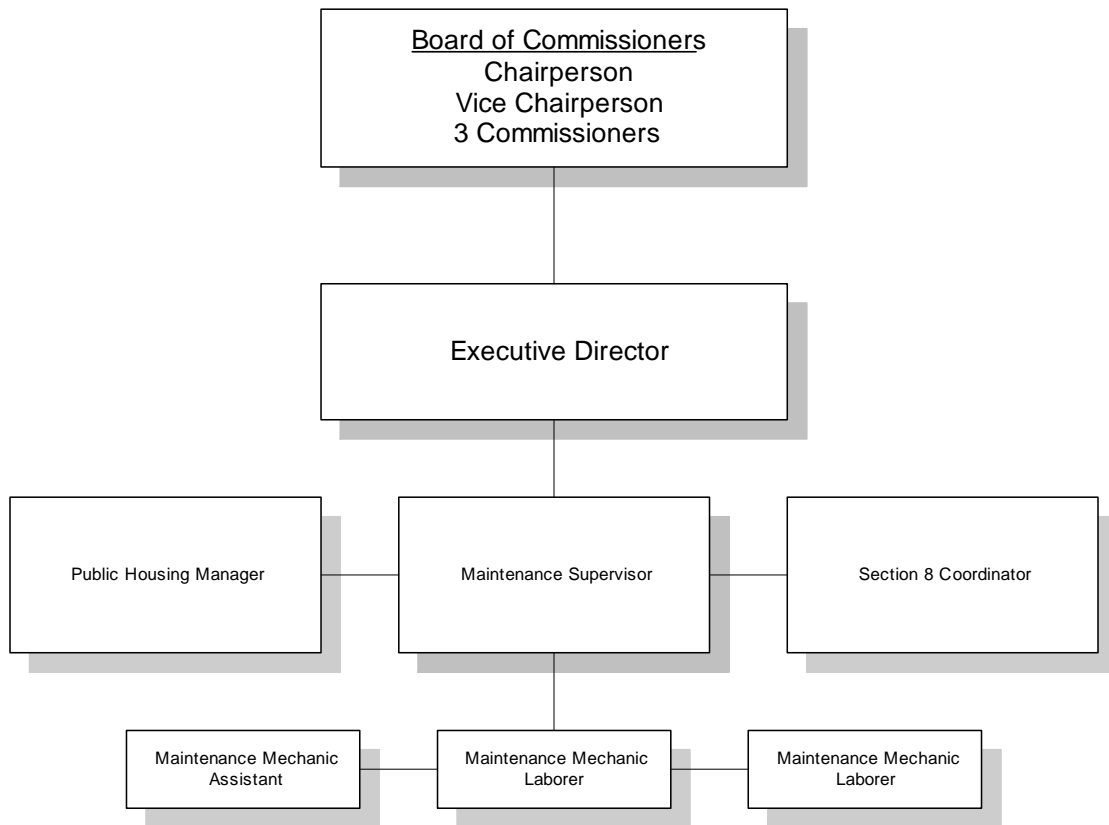 Board of Commissioners
Chairperson
Vice Chairperson
3 Commissioners
Executive Director
Public Housing Manager
Maintenance Supervisor
Section 8 Coordinator
Maintenance Mechanic
Assistant
Maintenance Mechanic
Laborer
Maintenance Mechanic
Laborer